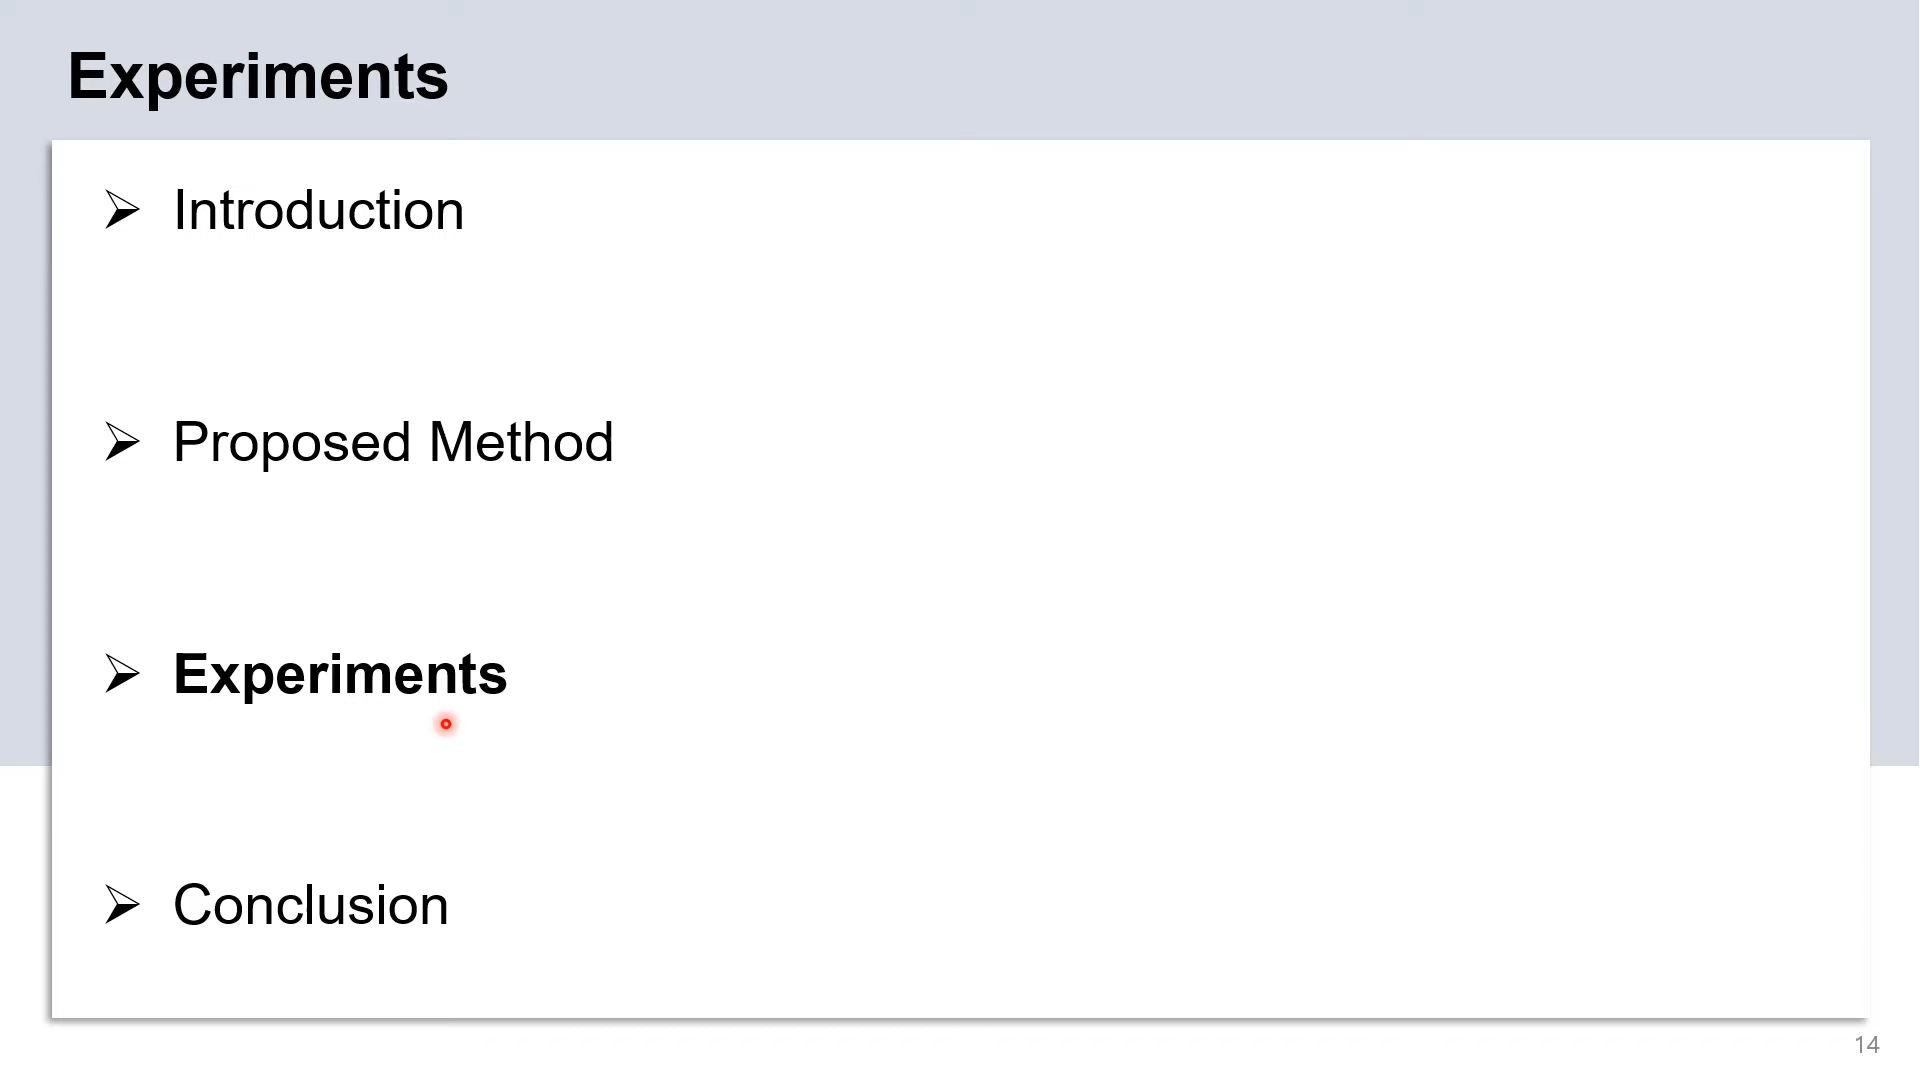 Experiments
Introduction
Proposed Method
Experiments
Conclusion
14